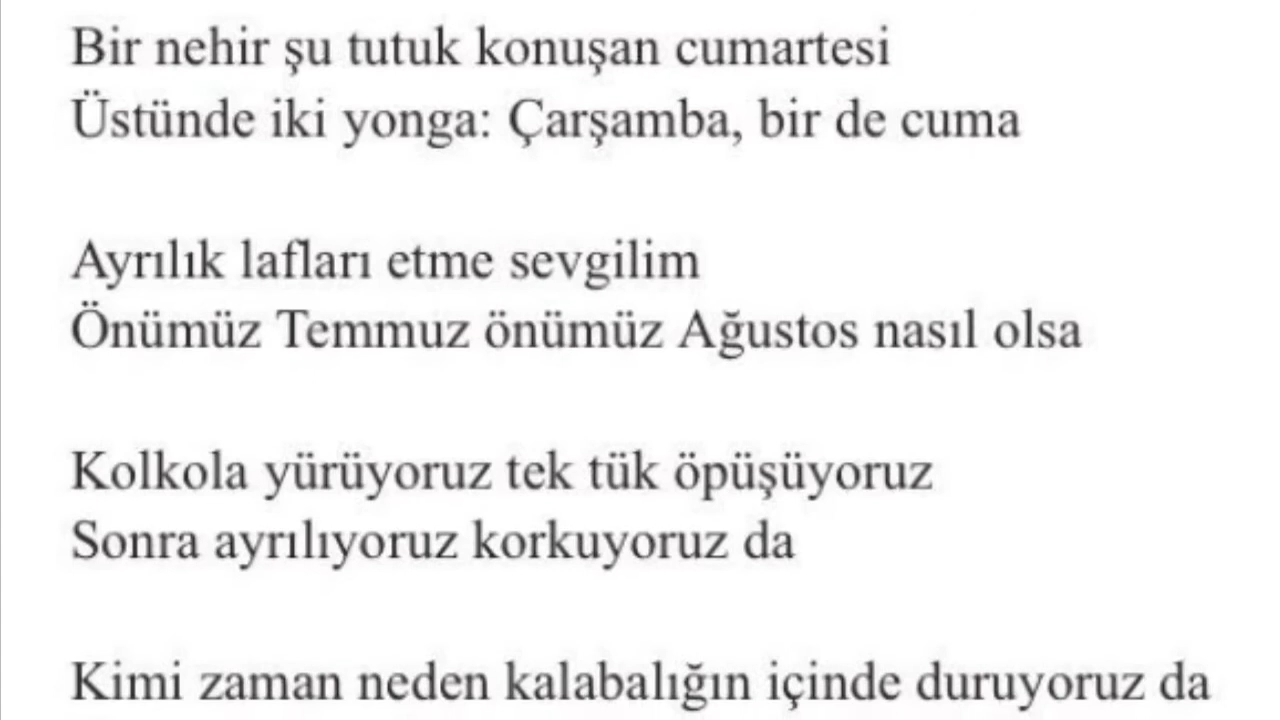 Bir nehir şu tutuk konuşan cumartesi
Üstünde iki yonga: Çarşamba, bir de cuma
Ayrılık lafları etme sevgilim
Önümüz Temmuz önümüz Ağustos nasıl olsa
Kolkola yürüyoruz tek tük öpüşüyoruz
Sonra ayrılıyoruz korkuyoruz da
Kimi zaman neden kalabalığın içinde duruyoruz da